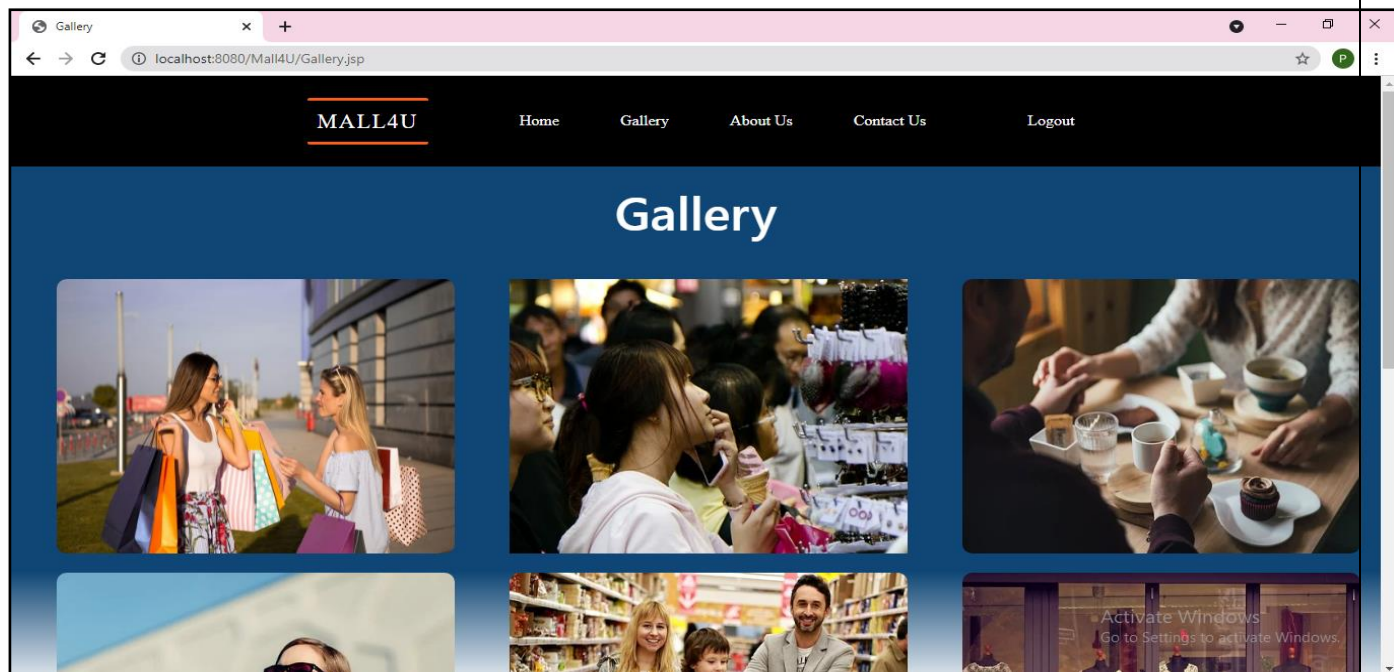 Gallery
localhost:8080/Mall4U/Gallery.jsp
P
MALL4U Home Gallery About Us Contact Us Logout
Gallery
Activate Windows
Go to Settings to activate Windows.